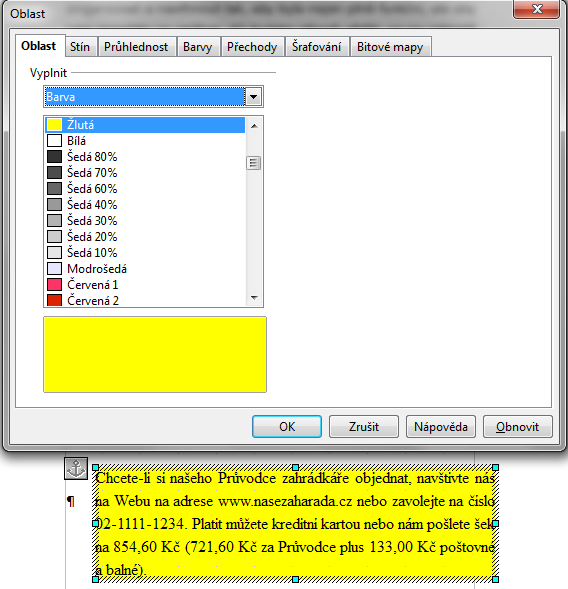 Oblast
Oblast Stín Průhlednost Barvy Přechody Šrafování Bitové mapy
Vyplnit
Barva
Žlutá
Bílá
Šedá 80%
Šedá 70%
Šedá 60%
Šedá 40%
Šedá 30%
Šedá 20%
Šedá 10%
Modrošedá
Červená 1
Červená 2
OK Zrušit Nápověda Obnovit
Chcete-li si našeho Průvodce zahrádkáře objednat, navštivte nás
¶ na Webu na adrese www.nasezaharada.cz nebo zavolejte na číslo
02-1111-1234. Platit můžete kreditní kartou nebo nám pošlete šek
na 854,60 Kč (721,60 Kč za Průvodce plus 133,00 Kč poštovné
a balné).